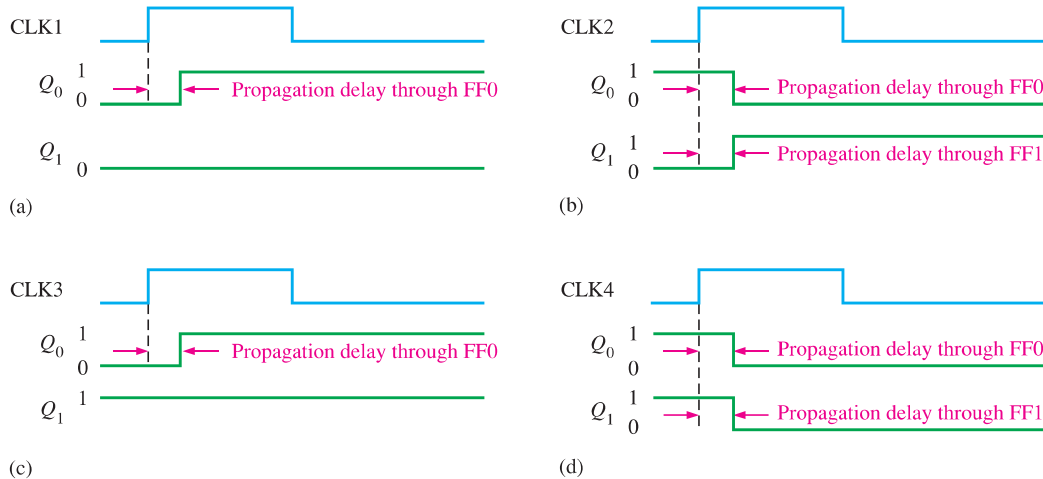 CLK1
1
Q0
0
Propagation delay through FF0
Q1
0
(a)
CLK2
1
Q0
0
Propagation delay through FF0
1
Q1
0
Propagation delay through FF1
(b)
CLK3
1
Q0
0
Propagation delay through FF0
1
Q1
(c)
CLK4
1
Q0
0
Propagation delay through FF0
1
Q1
0
Propagation delay through FF1
(d)